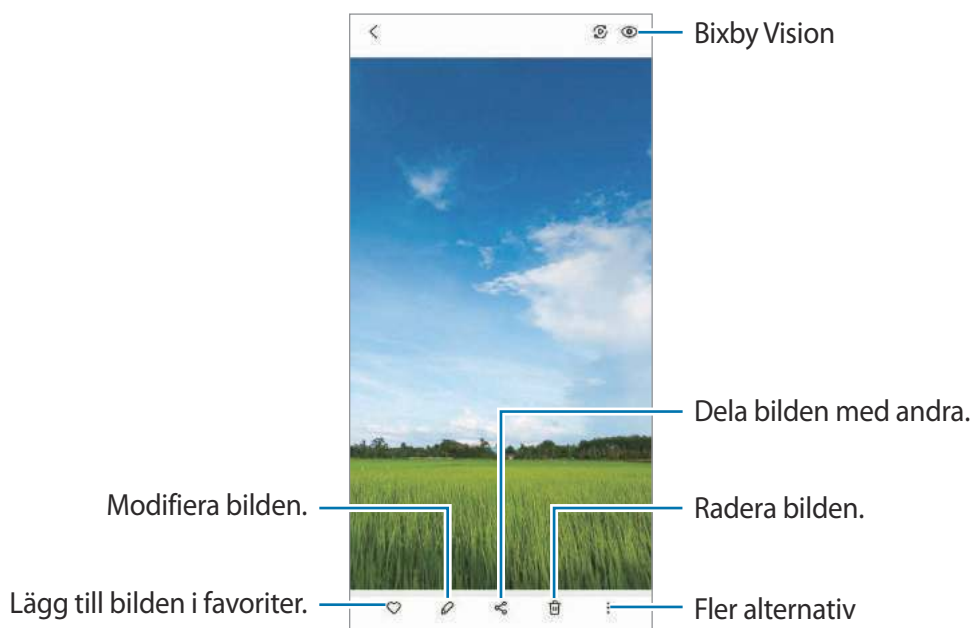 Bixby Vision
Dela bilden med andra.
Modifiera bilden.
Radera bilden.
Lägg till bilden i favoriter.
Fler alternativ